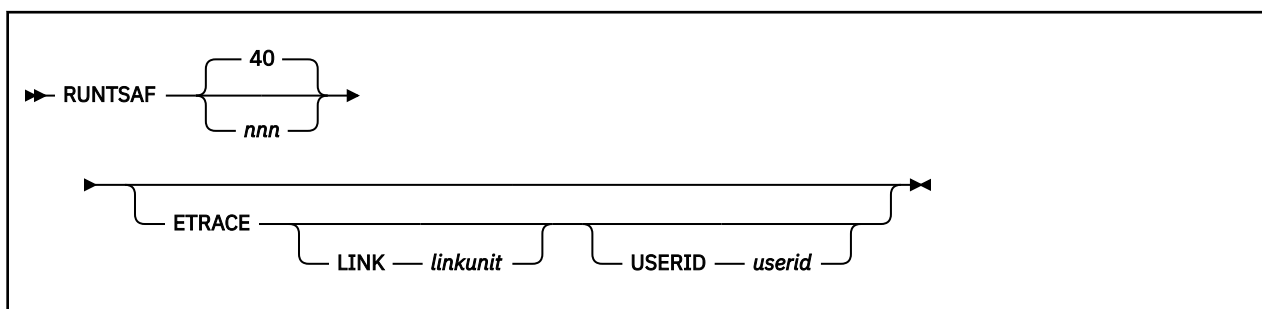 40
RUNTSAF
nnn
ETRACE
LINK linkunit USERID userid